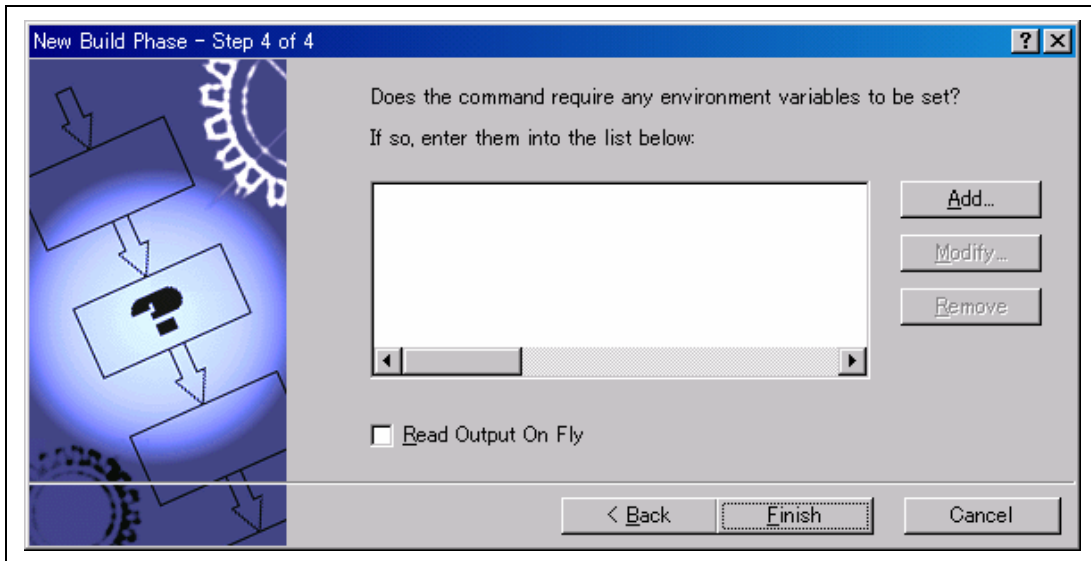 New Build Phase - Step 4 of 4
Does the command require any environment variables to be set?
If so, enter them into the list below:
Add...
Modify...
Remove
Read Output On Fly
< Back
Finish
Cancel